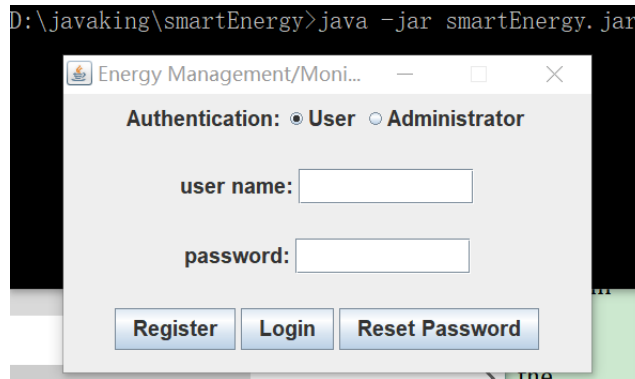 D:\javaking\smartEnergy>java -jar smartEnergy.jar
Energy Management/Moni...
Authentication: User Administrator
user name:
password:
Register Login Reset Password
the